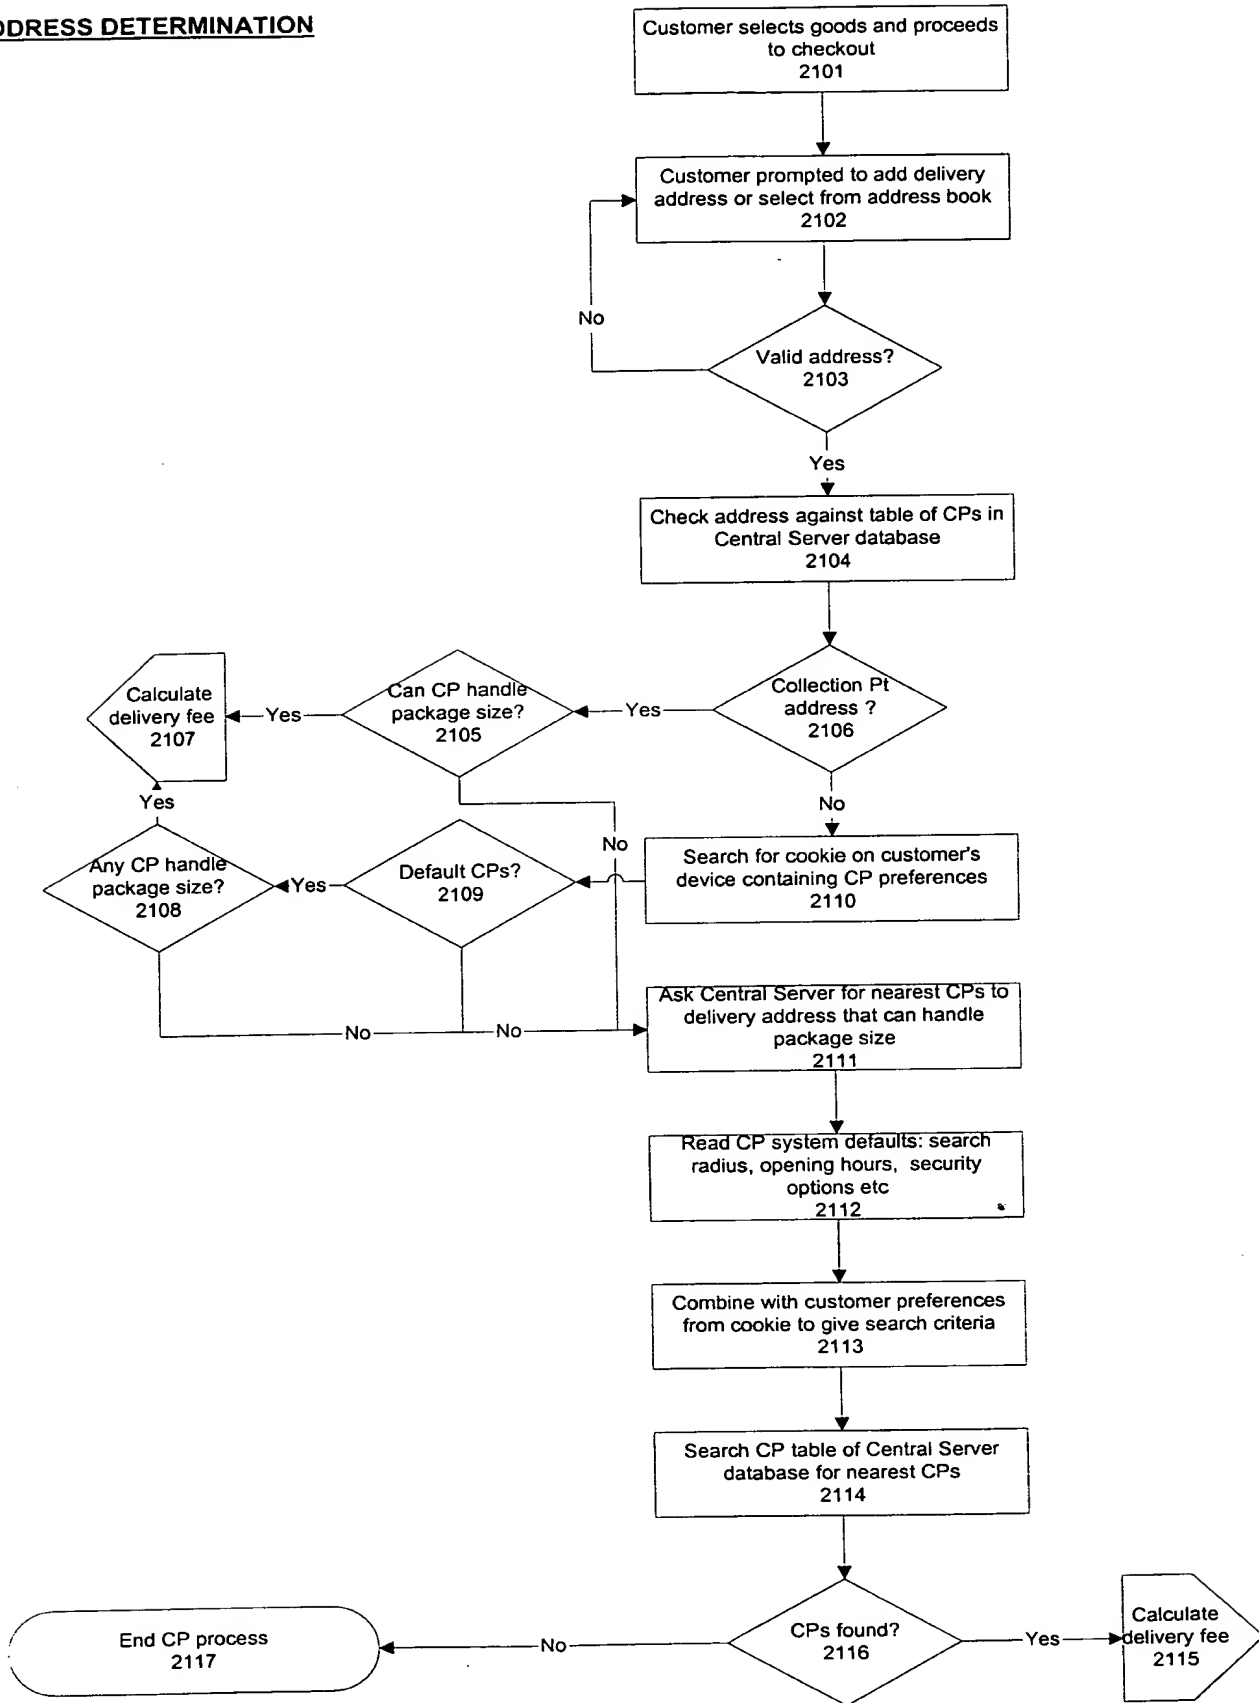 DDRESS DETERMINATION
Customer selects goods and proceeds
to checkout
2101
Customer prompted to add delivery
address or select from address book
2102
No
Valid address?
2103
Yes
Check address against table of CPs in
Central Server database
2104
Calculate
delivery fee
2107
Yes
Can CP handle
package size?
2105
Yes
Collection Pt
address ?
2106
Yes
No
No
Any CP handle
package size?
2108
Yes
Default CPs?
2109
Search for cookie on customer's
device containing CP preferences
2110
No
No
Ask Central Server for nearest CPs to
delivery address that can handle
package size
2111
Read CP system defaults: search
radius, opening hours, security
options etc
2112
Combine with customer preferences
from cookie to give search criteria
2113
Search CP table of Central Server
database for nearest CPs
2114
End CP process
2117
No
CPs found?
2116
Yes
Calculate
delivery fee
2115